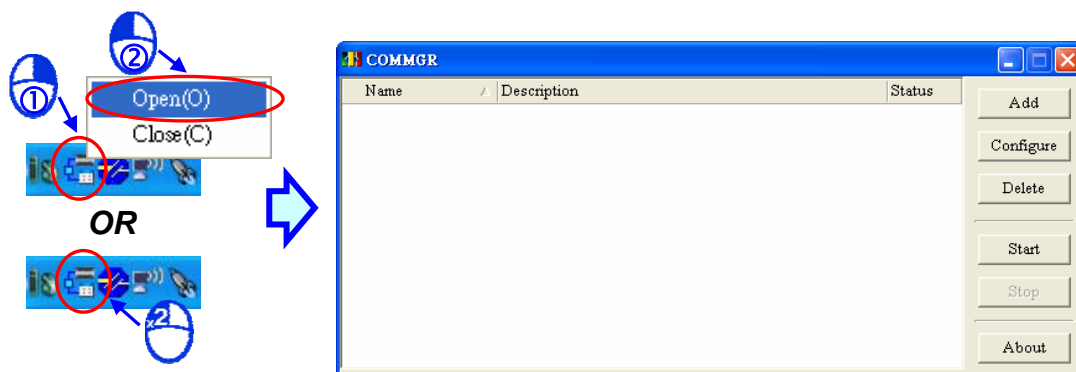 ②
Open(O)
①
Close(C)
OR
x2
COMMGR
Name Description Status
Add
Configure
Delete
Start
Stop
About